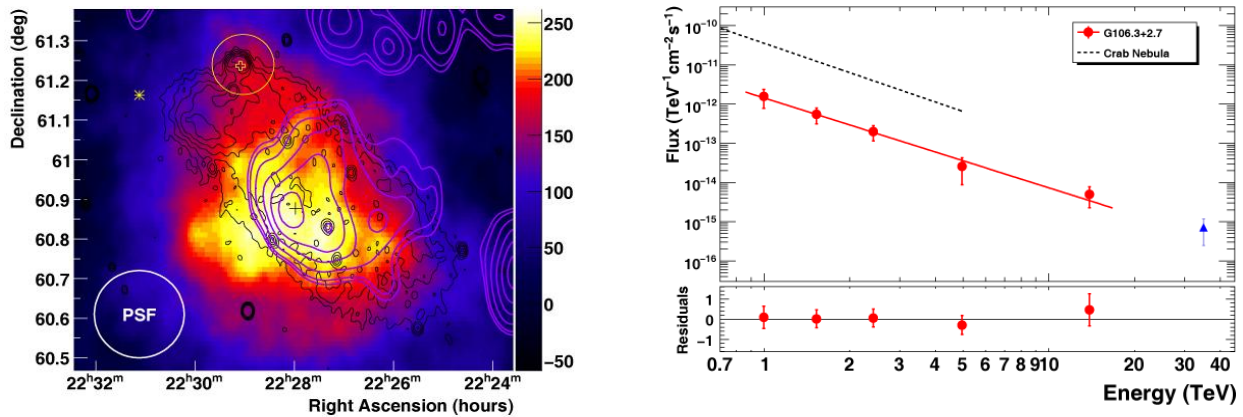 Declination (deg)
61.3
61.2
61.1
61
60.9
60.8
60.7
60.6
60.5
PSF
250
200
150
100
50
0
−50
22ʰ32ᵐ 22ʰ30ᵐ 22ʰ28ᵐ 22ʰ26ᵐ 22ʰ24ᵐ
Right Ascension (hours)
Flux (TeV⁻¹cm⁻²s⁻¹)
10⁻¹⁰
10⁻¹¹
10⁻¹²
10⁻¹³
10⁻¹⁴
10⁻¹⁵
10⁻¹⁶
G106.3+2.7
Crab Nebula
Residuals
1
0
−1
0.7 1 2 3 4 5 6 7 8 9 10 20 30 40
Energy (TeV)